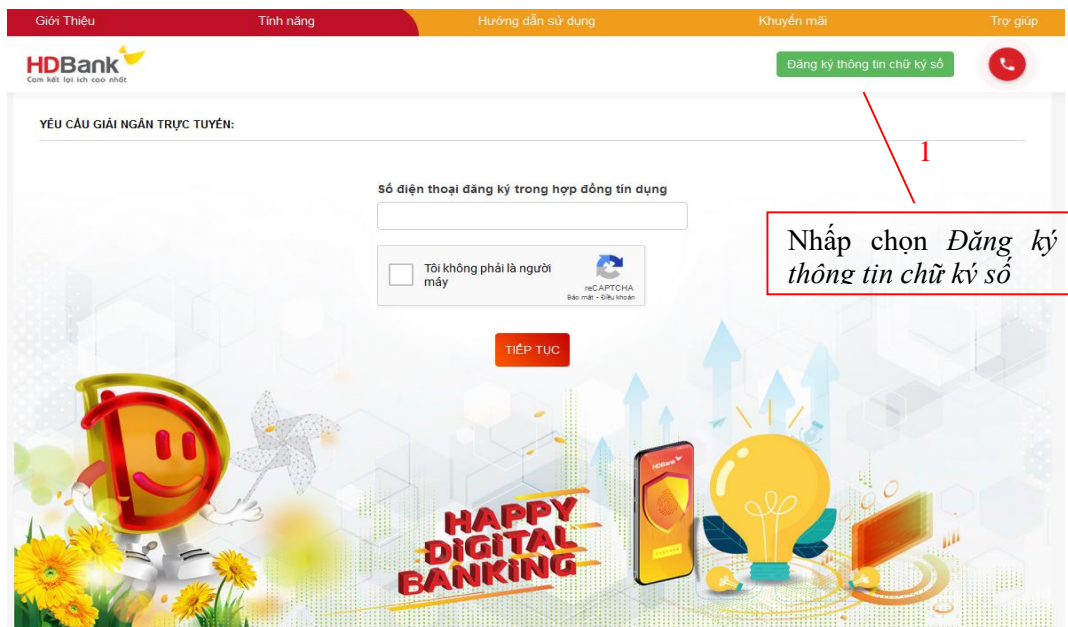 Giới Thiệu
Tính năng
Hướng dẫn sử dụng
Khuyến mãi
Trợ giúp
HDBank
Cam kết lợi ích cao nhất
Đăng ký thông tin chữ ký số
YÊU CẦU GIẢI NGÂN TRỰC TUYẾN:
1
Số điện thoại đăng ký trong hợp đồng tín dụng
Nhấp chọn Đăng ký
thông tin chữ ký số
Tôi không phải là người
máy
reCAPTCHA
Bảo mật - Điều khoản
TIẾP TỤC
HDBank
HAPPY
DIGITAL
BANKING